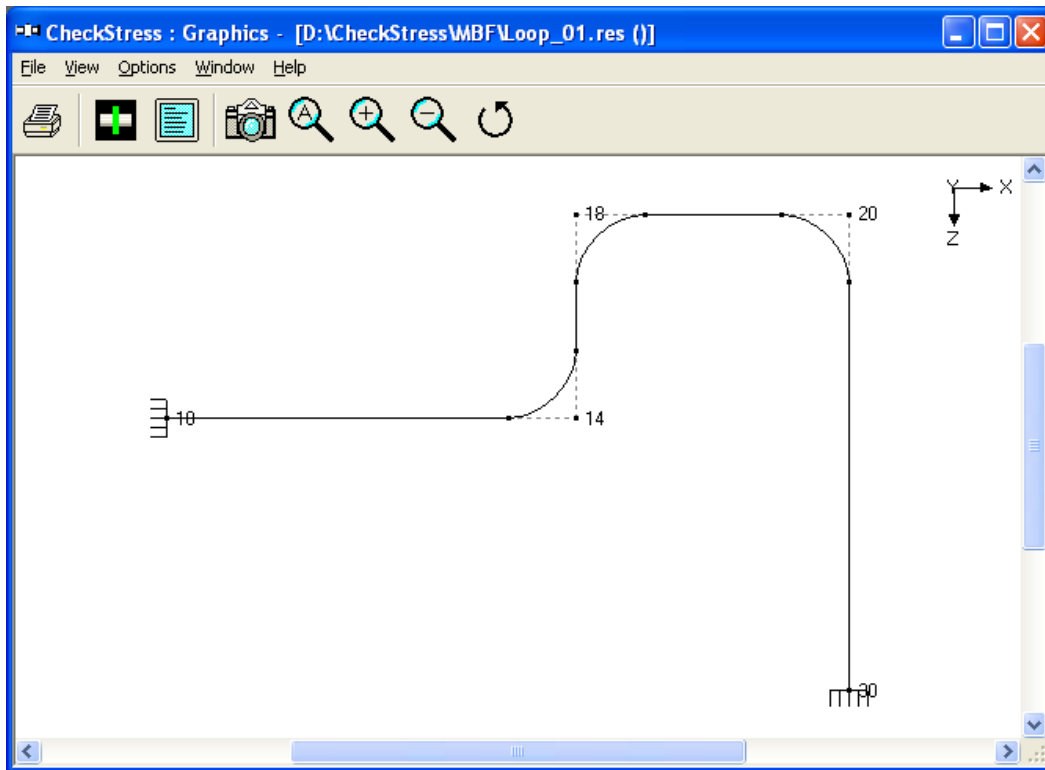 CheckStress : Graphics - [D:\CheckStress\MBF\Loop_01.res ()]
File View Options Window Help
A
Y X
Z
18
20
10
14
30